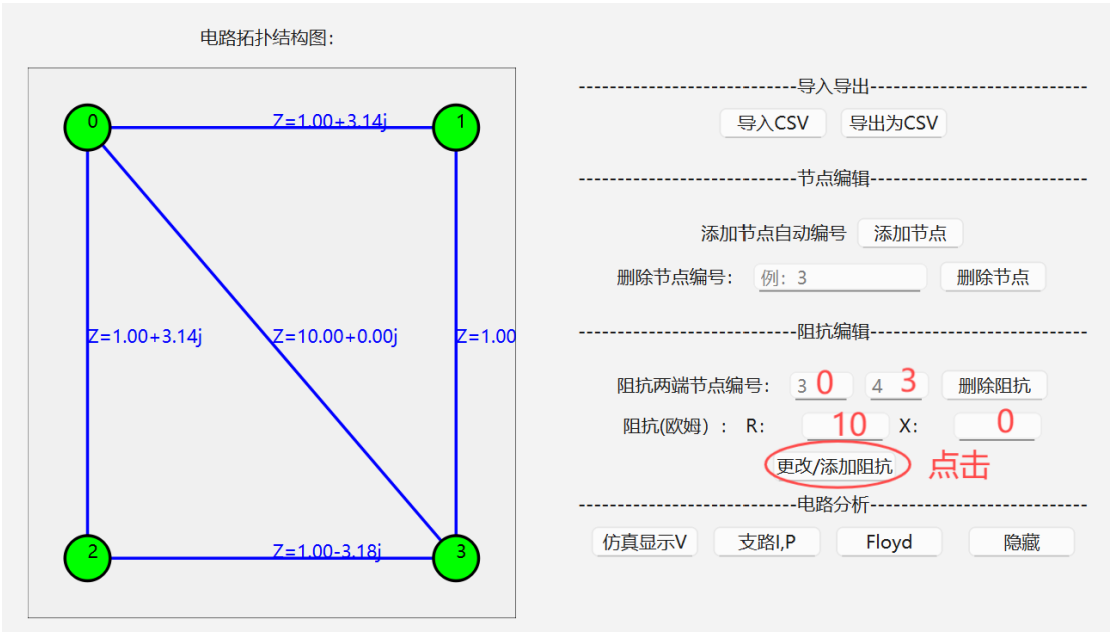 电路拓扑结构图：
0
Z=1.00+3.14j
1
Z=1.00+3.14j
Z=10.00+0.00j
Z=1.00
2
Z=1.00-3.18j
3
---------------------------导入导出---------------------------
导入CSV 导出为CSV
---------------------------节点编辑---------------------------
添加节点自动编号 添加节点
删除节点编号： 例：3 删除节点
---------------------------阻抗编辑---------------------------
阻抗两端节点编号： 3 0 4 3 删除阻抗
阻抗(欧姆）： R： 10 X： 0
更改/添加阻抗 点击
---------------------------电路分析---------------------------
仿真显示V 支路I,P Floyd 隐藏